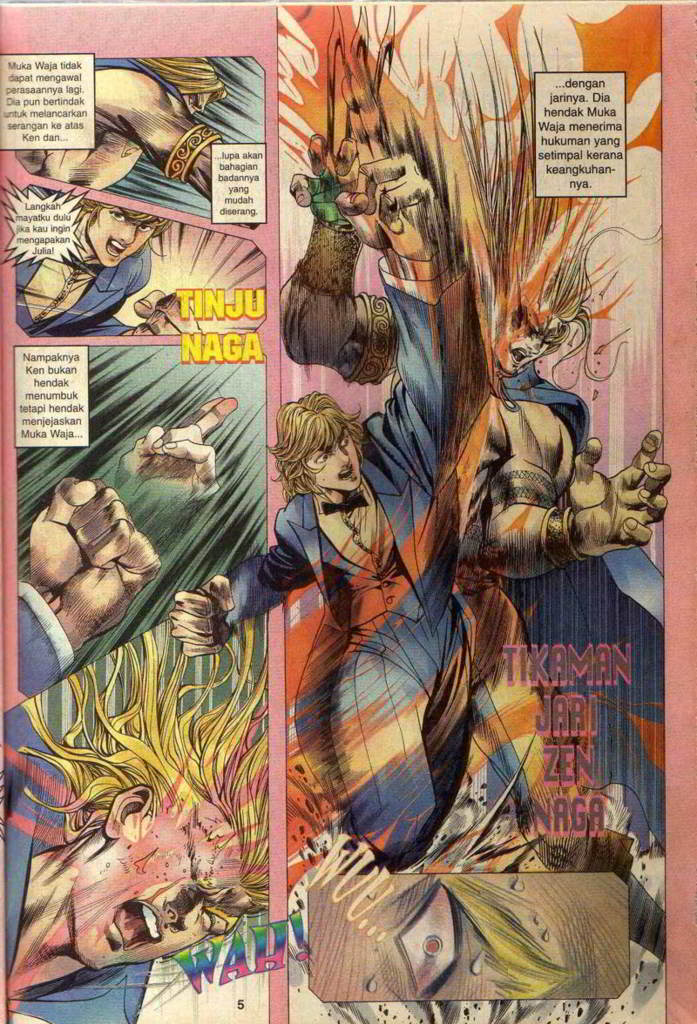 Muka Waja tidak
dapat mengawal
perasaannya lagi.
Dia pun bertindak
untuk melancarkan
serangan ke atas
Ken dan...
...lupa akan
bahagian
badannya
yang
mudah
diserang.
Langkah
mayatku dulu
jika kau ingin
mengapakan
Julia!
TINJU
NAGA
Nampaknya
Ken bukan
hendak
menumbuk
tetapi hendak
menjejaskan
Muka Waja...
WAH!
5
...dengan
jarinya. Dia
hendak Muka
Waja menerima
hukuman yang
setimpal kerana
keangkuhan-
nya.
TIKAMAN
JARI
ZEN
NAGA